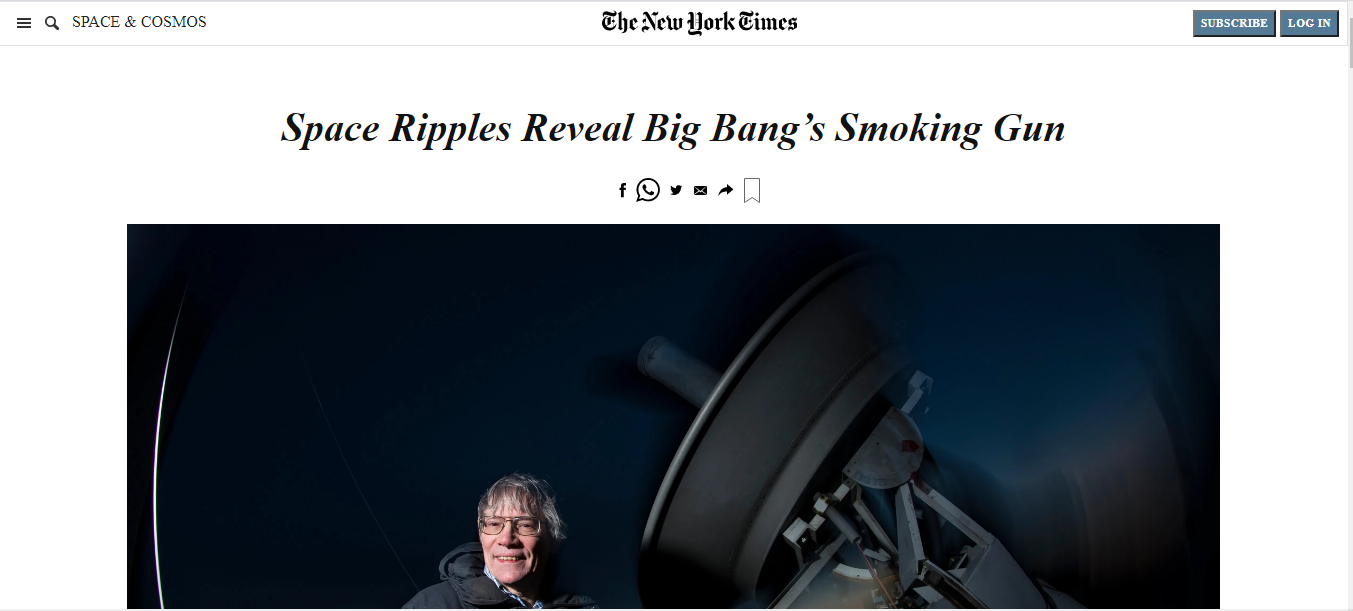 SPACE & COSMOS
The New York Times
SUBSCRIBE
LOG IN
Space Ripples Reveal Big Bang’s Smoking Gun